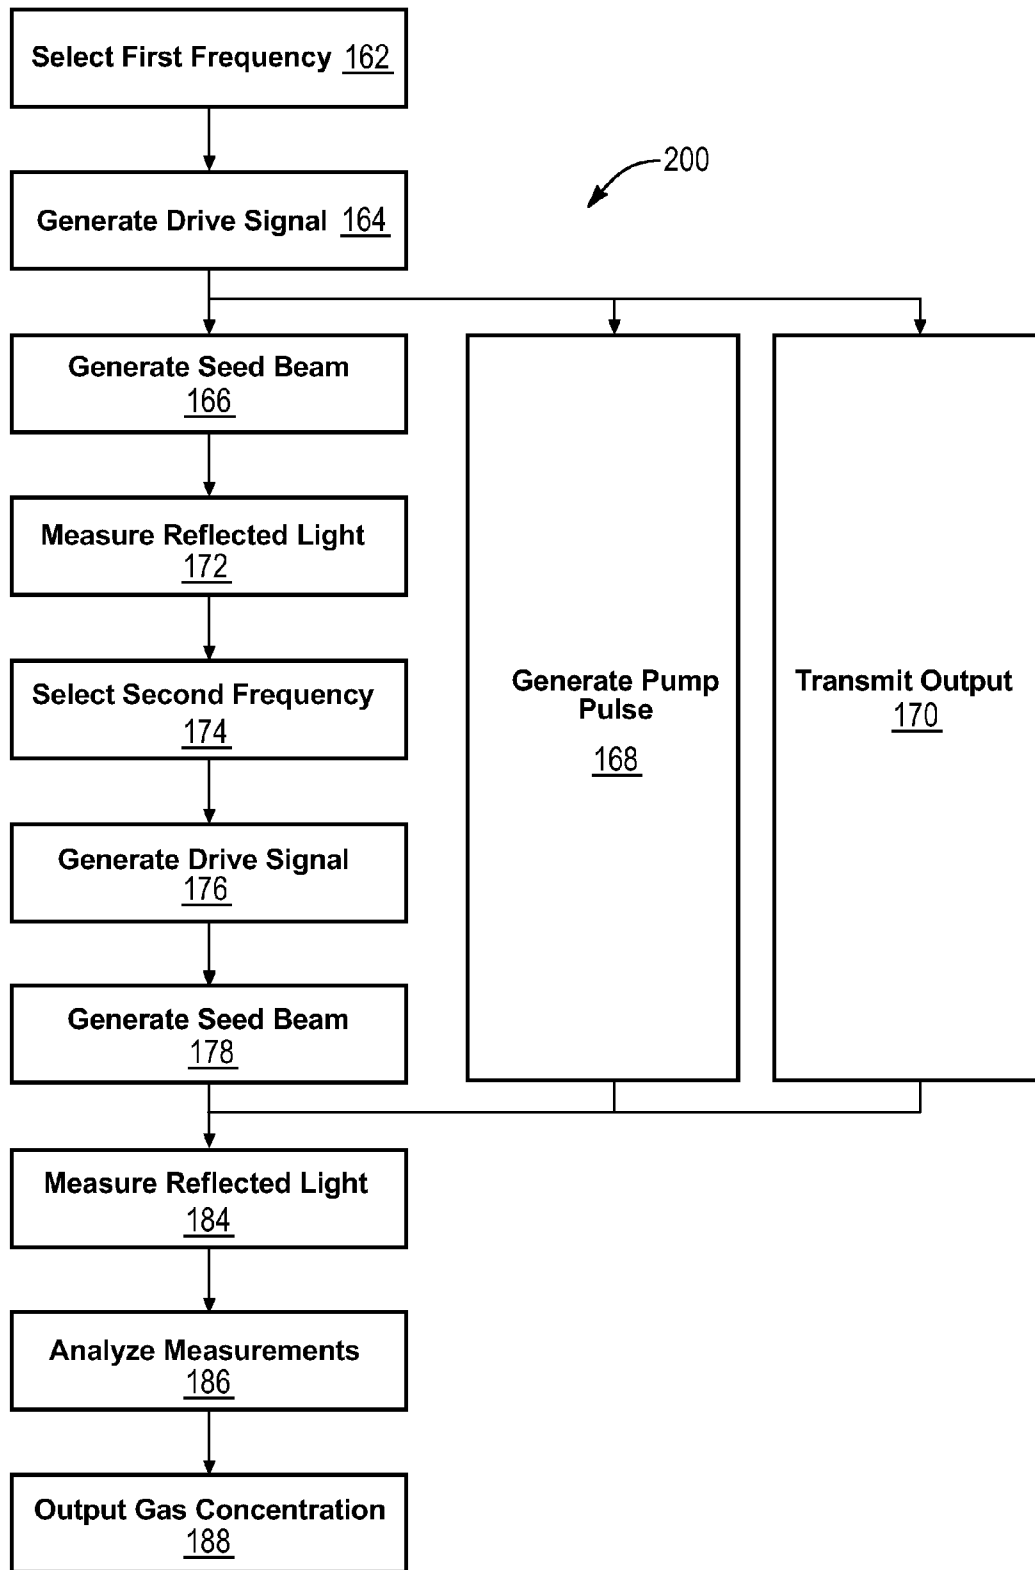 Select First Frequency 162
200
Generate Drive Signal 164
Generate Seed Beam
166
Measure Reflected Light
172
Select Second Frequency
174
Generate Drive Signal
176
Generate Seed Beam
178
Generate Pump
Pulse
168
Transmit Output
170
Measure Reflected Light
184
Analyze Measurements
186
Output Gas Concentration
188